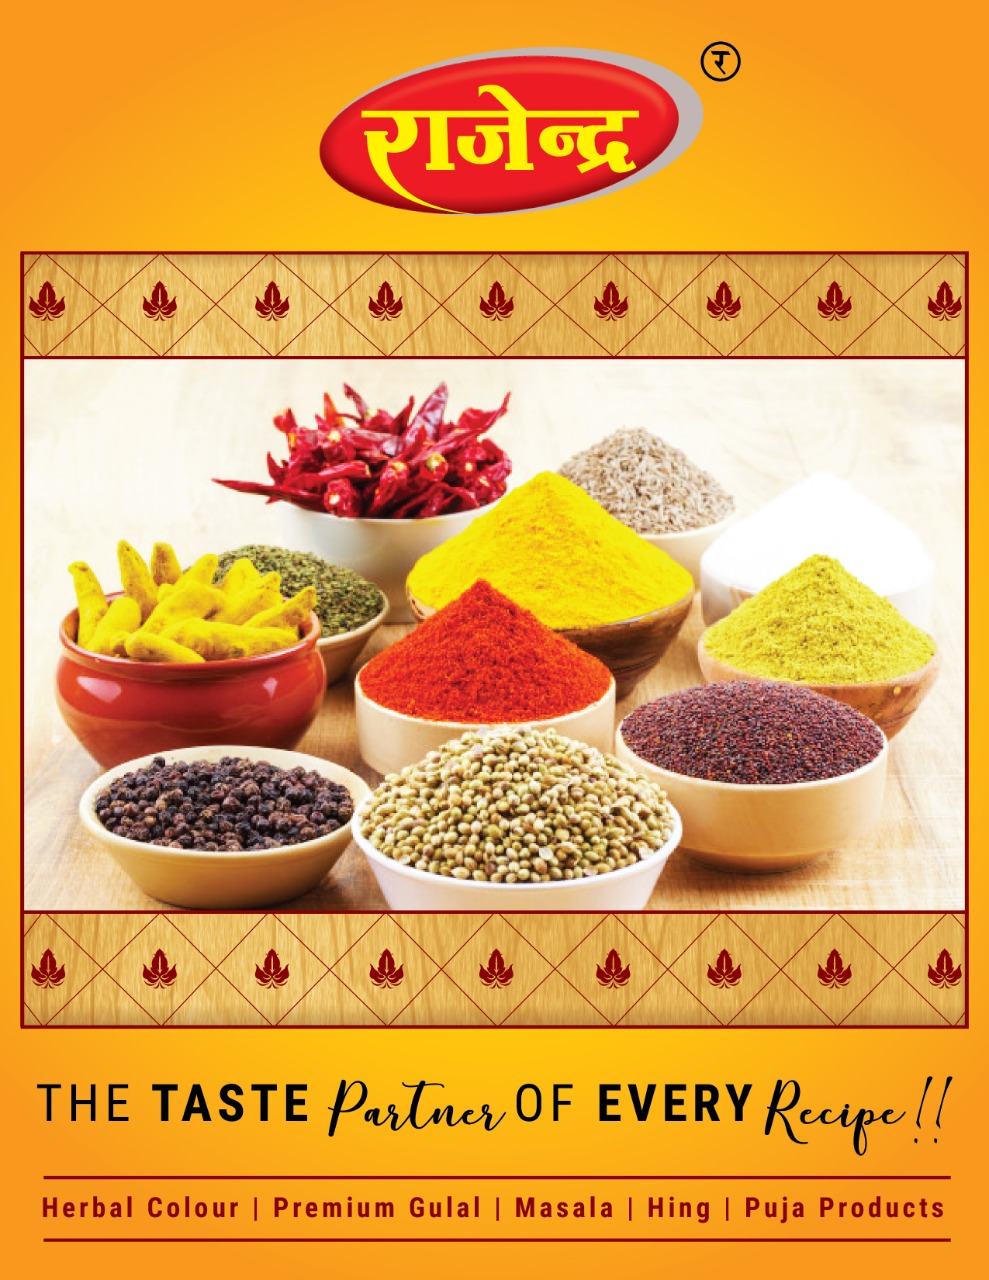 राजेन्द्र
र
THE TASTE Partner OF EVERY Recipe!!
Herbal Colour | Premium Gulal | Masala | Hing | Puja Products